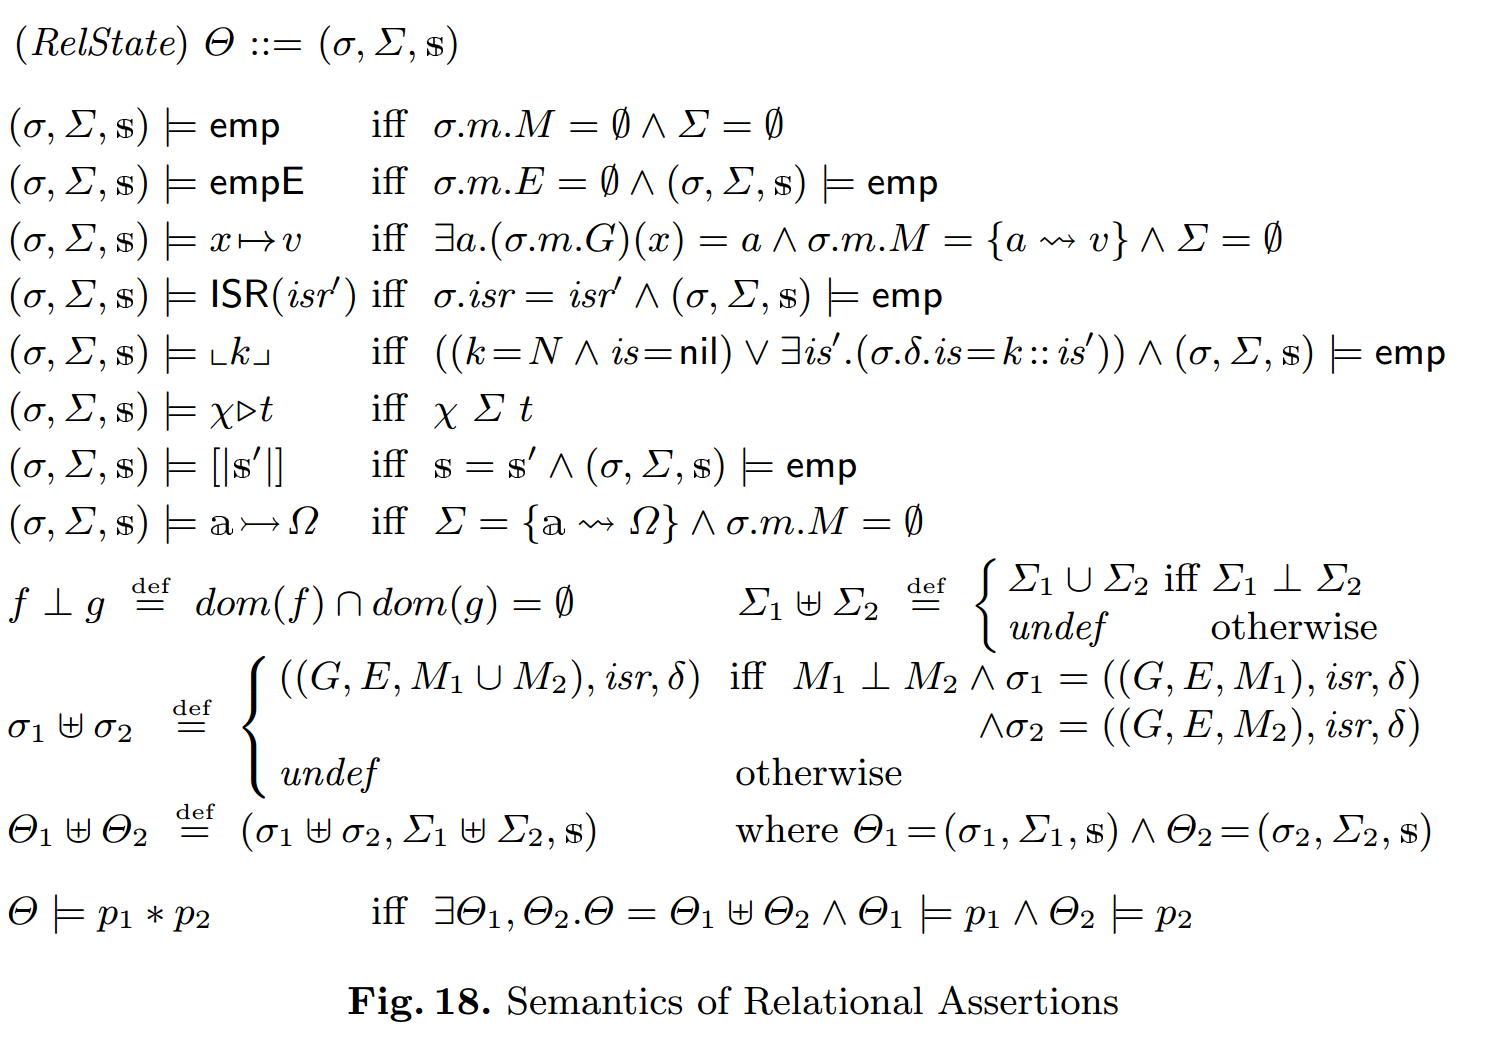 (RelState) Θ ::= (σ, Σ, 𝕤)
(σ, Σ, 𝕤) ⊨ emp iff σ.m.M = ∅ ∧ Σ = ∅
(σ, Σ, 𝕤) ⊨ empE iff σ.m.E = ∅ ∧ (σ, Σ, 𝕤) ⊨ emp
(σ, Σ, 𝕤) ⊨ x ↦ v iff ∃a.(σ.m.G)(x) = a ∧ σ.m.M = {a ⇝ v} ∧ Σ = ∅
(σ, Σ, 𝕤) ⊨ ISR(isr′) iff σ.isr = isr′ ∧ (σ, Σ, 𝕤) ⊨ emp
(σ, Σ, 𝕤) ⊨ ⌞k⌟ iff ((k = N ∧ is = nil) ∨ ∃is′.(σ.δ.is = k :: is′)) ∧ (σ, Σ, 𝕤) ⊨ emp
(σ, Σ, 𝕤) ⊨ χ ▹ t iff χ Σ t
(σ, Σ, 𝕤) ⊨ [|𝕤′|] iff 𝕤 = 𝕤′ ∧ (σ, Σ, 𝕤) ⊨ emp
(σ, Σ, 𝕤) ⊨ 𝕒 ↣ Ω iff Σ = {𝕒 ⇝ Ω} ∧ σ.m.M = ∅
f ⊥ g def= dom(f) ∩ dom(g) = ∅ Σ₁ ⊎ Σ₂ def= { Σ₁ ∪ Σ₂ iff Σ₁ ⊥ Σ₂
undef otherwise
σ₁ ⊎ σ₂ def= { ((G, E, M₁ ∪ M₂), isr, δ) iff M₁ ⊥ M₂ ∧ σ₁ = ((G, E, M₁), isr, δ)
∧σ₂ = ((G, E, M₂), isr, δ)
undef otherwise
Θ₁ ⊎ Θ₂ def= (σ₁ ⊎ σ₂, Σ₁ ⊎ Σ₂, 𝕤) where Θ₁ = (σ₁, Σ₁, 𝕤) ∧ Θ₂ = (σ₂, Σ₂, 𝕤)
Θ ⊨ p₁ ∗ p₂ iff ∃Θ₁, Θ₂.Θ = Θ₁ ⊎ Θ₂ ∧ Θ₁ ⊨ p₁ ∧ Θ₂ ⊨ p₂
Fig. 18. Semantics of Relational Assertions